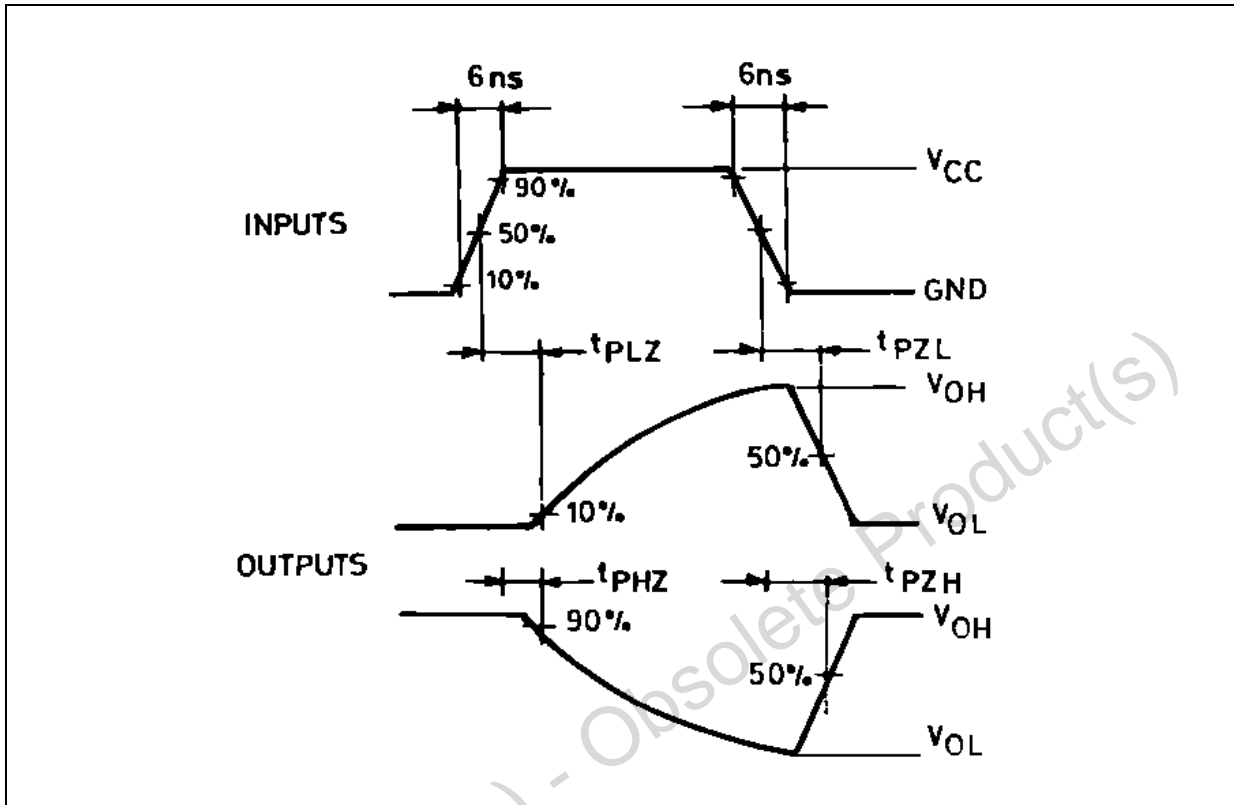 6ns 6ns
VCC
90%
INPUTS 50%
10% GND
tPLZ tPZL
VOH
50%
10% VOL
OUTPUTS tPHZ tPZH
90% VOH
50%
VOL
) - Obsolete Product(s)